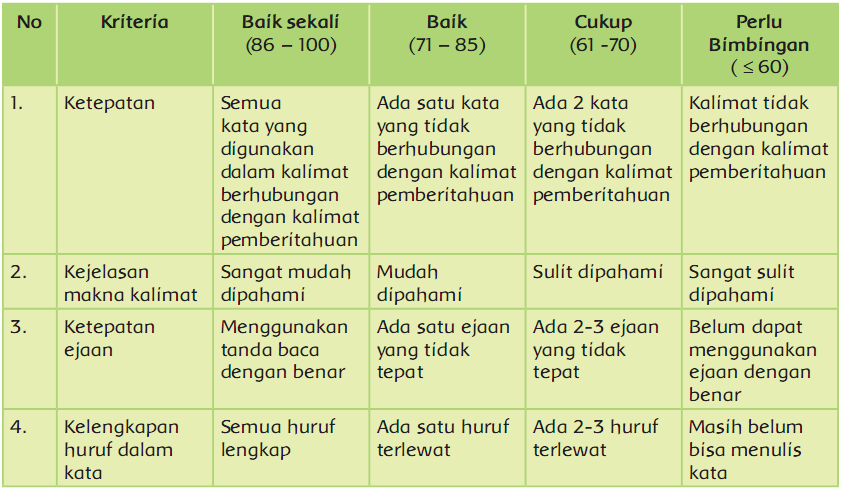 No
Kriteria
Baik sekali
(86 – 100)
Baik
(71 – 85)
Cukup
(61 -70)
Perlu
Bimbingan
( ≤ 60)
1.
Ketepatan
Semua
kata yang
digunakan
dalam kalimat
berhubungan
dengan kalimat
pemberitahuan
Ada satu kata
yang tidak
berhubungan
dengan kalimat
pemberitahuan
Ada 2 kata
yang tidak
berhubungan
dengan kalimat
pemberitahuan
Kalimat tidak
berhubungan
dengan kalimat
pemberitahuan
2.
Kejelasan
makna kalimat
Sangat mudah
dipahami
Mudah
dipahami
Sulit dipahami
Sangat sulit
dipahami
3.
Ketepatan
ejaan
Menggunakan
tanda baca
dengan benar
Ada satu ejaan
yang tidak
tepat
Ada 2-3 ejaan
yang tidak
tepat
Belum dapat
menggunakan
ejaan dengan
benar
4.
Kelengkapan
huruf dalam
kata
Semua huruf
lengkap
Ada satu huruf
terlewat
Ada 2-3 huruf
terlewat
Masih belum
bisa menulis
kata